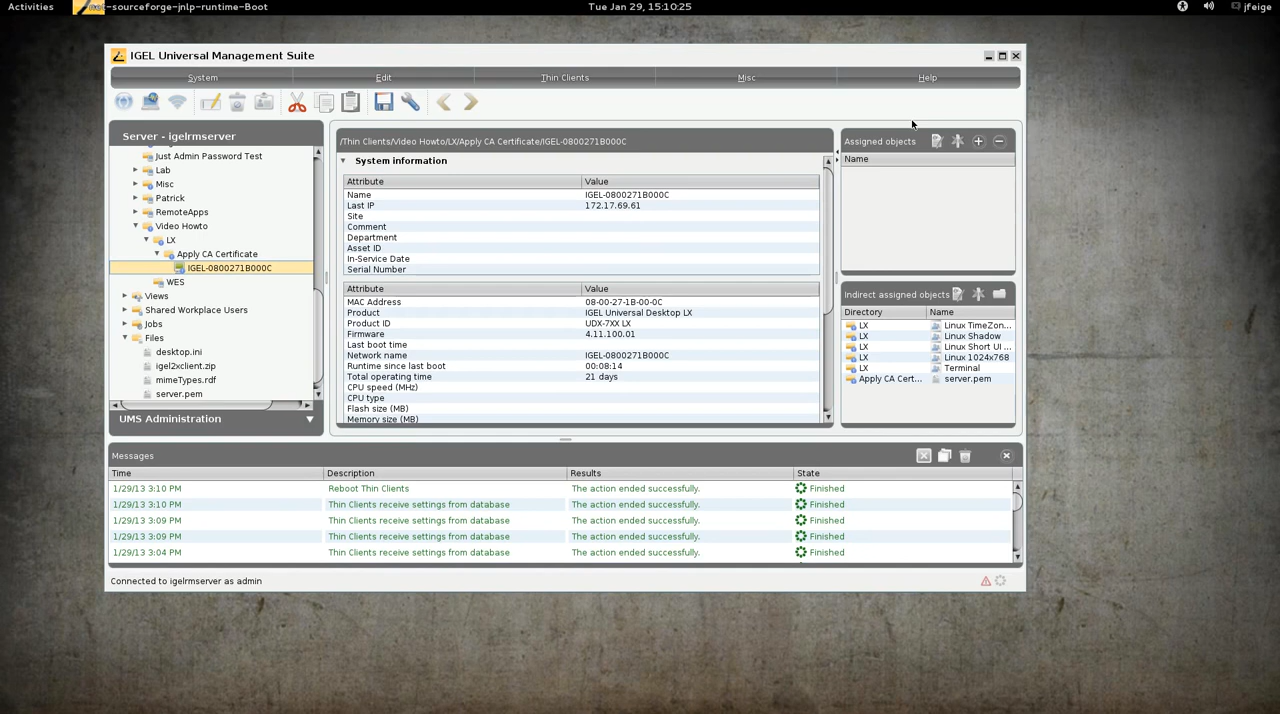 Activities
net-sourceforge-jnlp-runtime-Boot
Tue Jan 29, 15:10:25
jfeige
IGEL Universal Management Suite
System Edit Thin Clients Misc Help
Server - igelrmserver
Just Admin Password Test
Lab
Misc
Patrick
RemoteApps
Video Howto
LX
Apply CA Certificate
IGEL-0800271B000C
WES
Views
Shared Workplace Users
Jobs
Files
desktop.ini
igel2xclient.zip
mimeTypes.rdf
server.pem
UMS Administration
/Thin Clients/Video Howto/LX/Apply CA Certificate/IGEL-0800271B000C
System information
Attribute Value
Name IGEL-0800271B000C
Last IP 172.17.69.61
Site
Comment
Department
Asset ID
In-Service Date
Serial Number
Attribute Value
MAC Address 08-00-27-1B-00-0C
Product IGEL Universal Desktop LX
Product ID UDX-7XX LX
Firmware 4.11.100.01
Last boot time
Network name IGEL-0800271B000C
Runtime since last boot 00:08:14
Total operating time 21 days
CPU speed (MHz)
CPU type
Flash size (MB)
Memory size (MB)
Assigned objects
Name
Indirect assigned objects
Directory Name
LX Linux TimeZon...
LX Linux Shadow
LX Linux Short UI ...
LX Linux 1024x768
LX Terminal
Apply CA Cert... server.pem
Messages
Time Description Results State
1/29/13 3:10 PM Reboot Thin Clients The action ended successfully. Finished
1/29/13 3:10 PM Thin Clients receive settings from database The action ended successfully. Finished
1/29/13 3:09 PM Thin Clients receive settings from database The action ended successfully. Finished
1/29/13 3:09 PM Thin Clients receive settings from database The action ended successfully. Finished
1/29/13 3:04 PM Thin Clients receive settings from database The action ended successfully. Finished
Connected to igelrmserver as admin